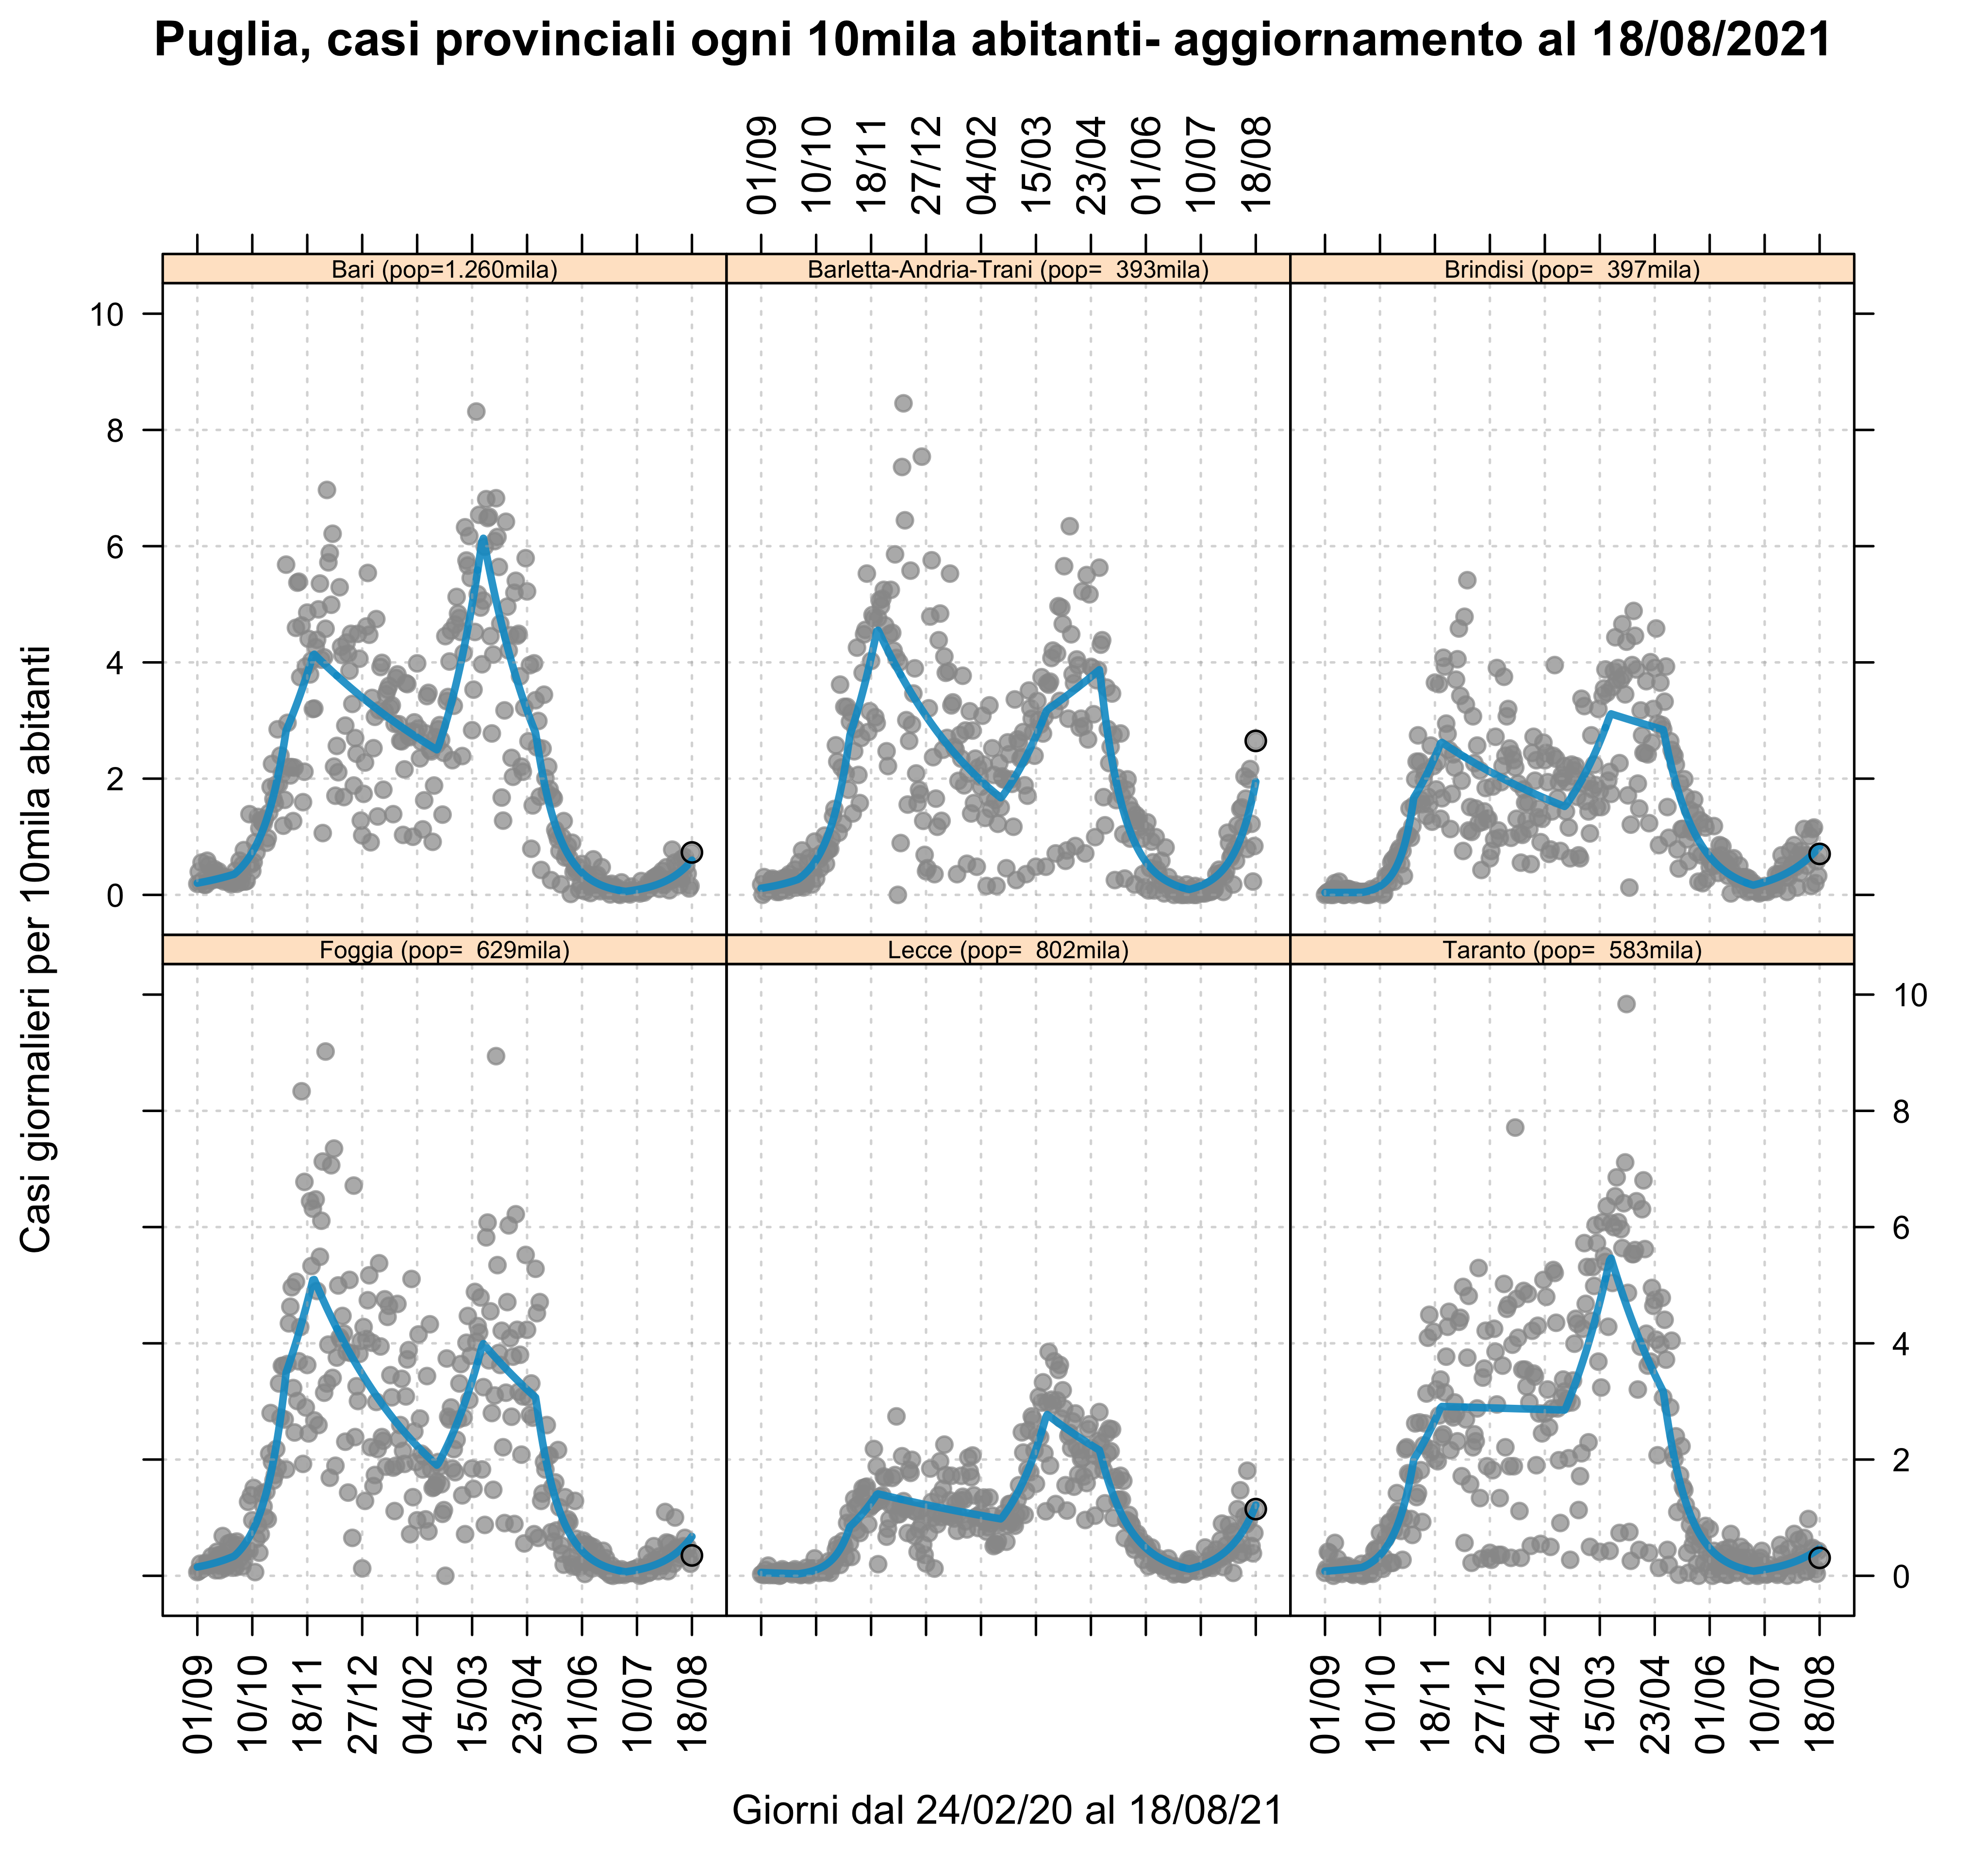 Puglia, casi provinciali ogni 10mila abitanti- aggiornamento al 18/08/2021
01/09 10/10 18/11 27/12 04/02 15/03 23/04 01/06 10/07 18/08
Bari (pop=1.260mila)
Barletta-Andria-Trani (pop= 393mila)
Brindisi (pop= 397mila)
10
8
6
4
2
0
Casi giornalieri per 10mila abitanti
Foggia (pop= 629mila)
Lecce (pop= 802mila)
Taranto (pop= 583mila)
10
8
6
4
2
0
01/09 10/10 18/11 27/12 04/02 15/03 23/04 01/06 10/07 18/08
01/09 10/10 18/11 27/12 04/02 15/03 23/04 01/06 10/07 18/08
Giorni dal 24/02/20 al 18/08/21